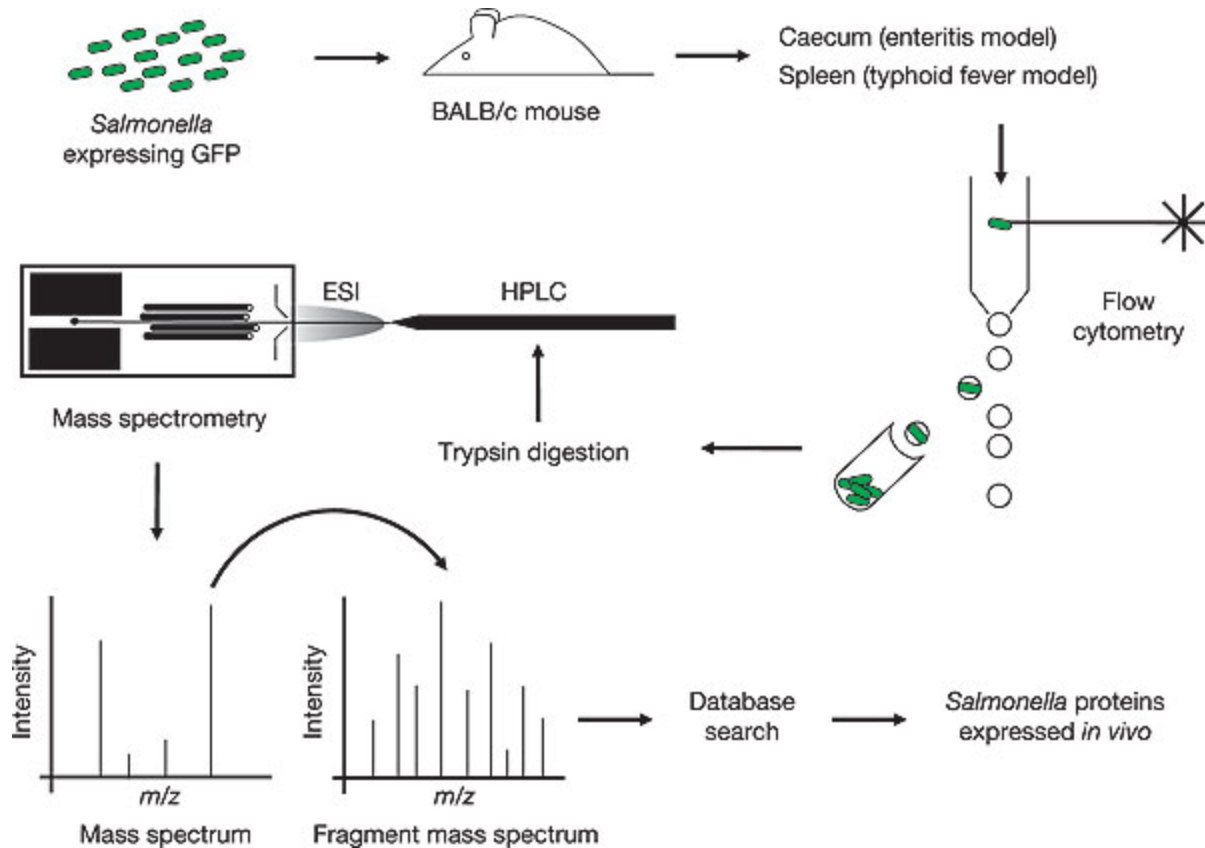 Caecum (enteritis model)
Spleen (typhoid fever model)
BALB/c mouse
Salmonella
expressing GFP
ESI
HPLC
Flow
cytometry
Mass spectrometry
Trypsin digestion
Intensity
m/z
Mass spectrum
Intensity
m/z
Fragment mass spectrum
Database
search
Salmonella proteins
expressed in vivo